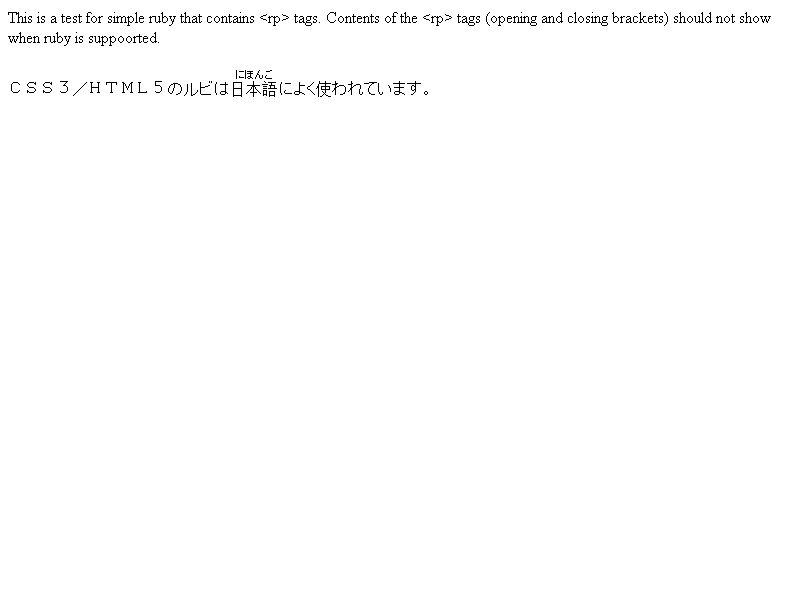 This is a test for simple ruby that contains <rp> tags. Contents of the <rp> tags (opening and closing brackets) should not show
when ruby is suppoorted.
にほんご
ＣＳＳ３／ＨＴＭＬ５のルビは日本語によく使われています。